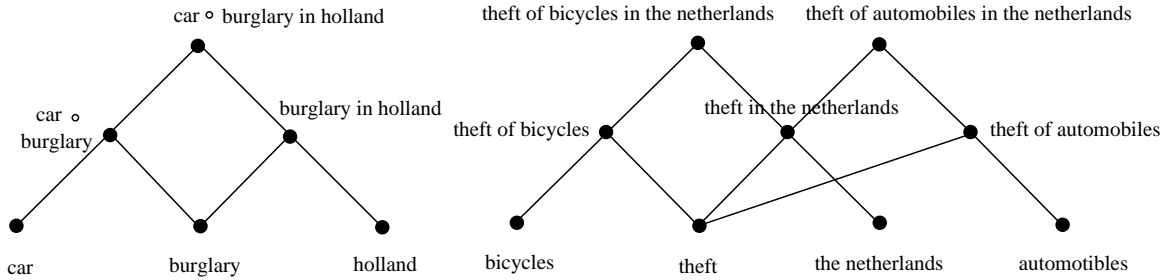 car ∘ burglary in holland
car ∘
burglary
burglary in holland
car
burglary
holland
theft of bicycles in the netherlands
theft of automobiles in the netherlands
theft of bicycles
theft in the netherlands
theft of automobiles
bicycles
theft
the netherlands
automotibles